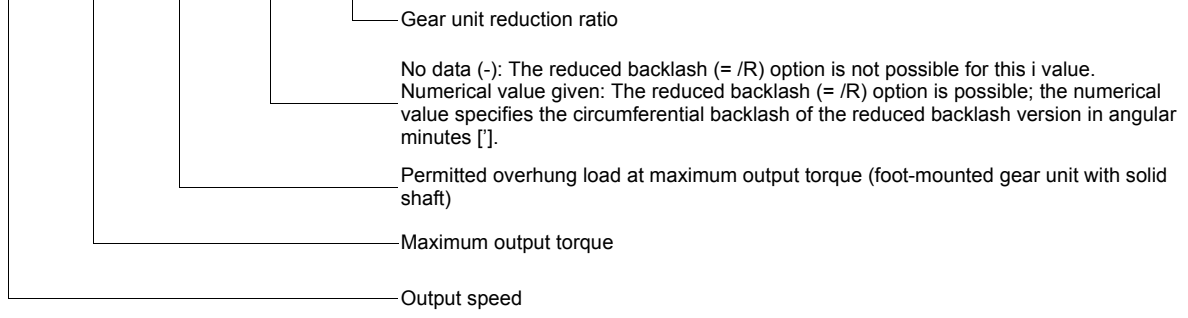 Gear unit reduction ratio
No data (-): The reduced backlash (= /R) option is not possible for this i value.
Numerical value given: The reduced backlash (= /R) option is possible; the numerical
value specifies the circumferential backlash of the reduced backlash version in angular
minutes ['].
Permitted overhung load at maximum output torque (foot-mounted gear unit with solid
shaft)
Maximum output torque
Output speed